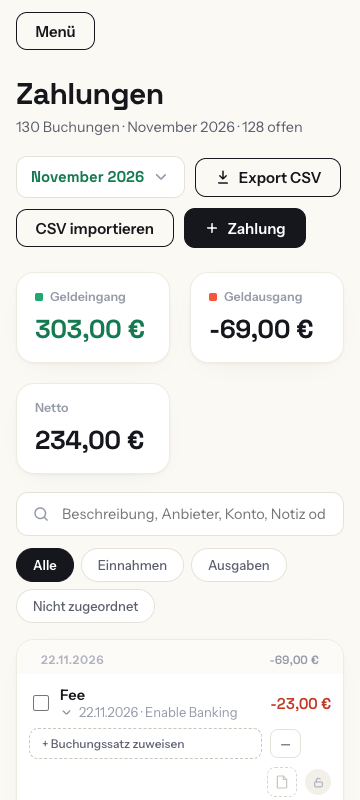 Menü
Zahlungen
130 Buchungen · November 2026 · 128 offen
November 2026
Export CSV
CSV importieren
+ Zahlung
Geldeingang
Geldausgang
303,00 €
-69,00 €
Netto
234,00 €
Beschreibung, Anbieter, Konto, Notiz od
Alle
Einnahmen
Ausgaben
Nicht zugeordnet
22.11.2026
-69,00 €
Fee
-23,00 €
22.11.2026 · Enable Banking
+ Buchungssatz zuweisen
–